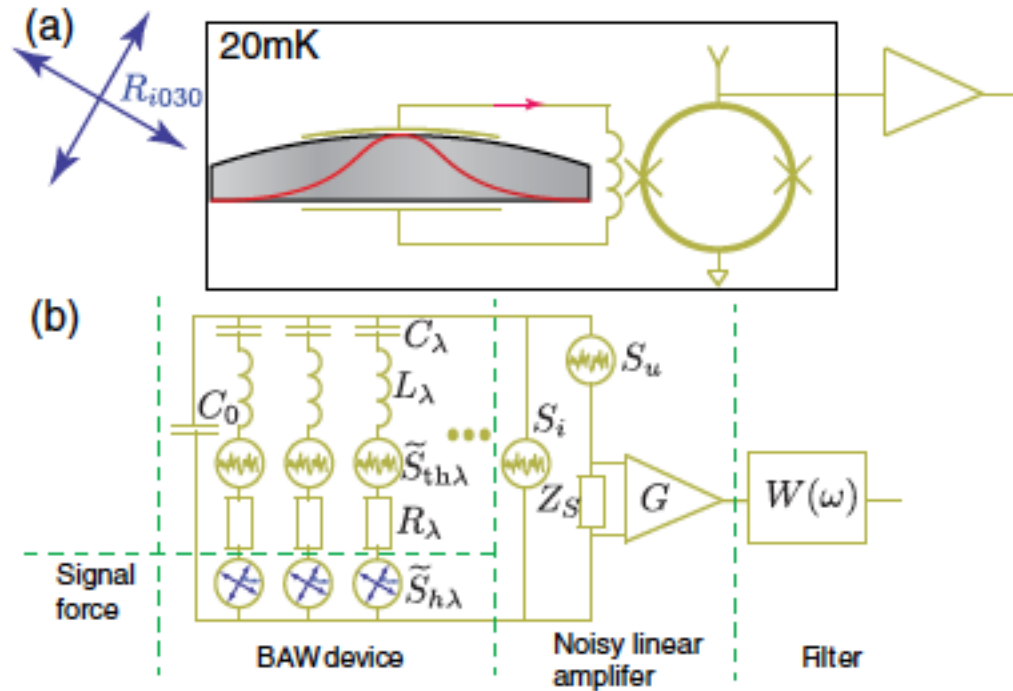 (a)
20mK
R_{i030}
(b)
C_λ
L_λ
C_0
S_u
S_i
S̃_{thλ}
Z_S
G
W(ω)
R_λ
Signal
force
S̃_{hλ}
BAW device
Noisy linear
amplifer
Filter